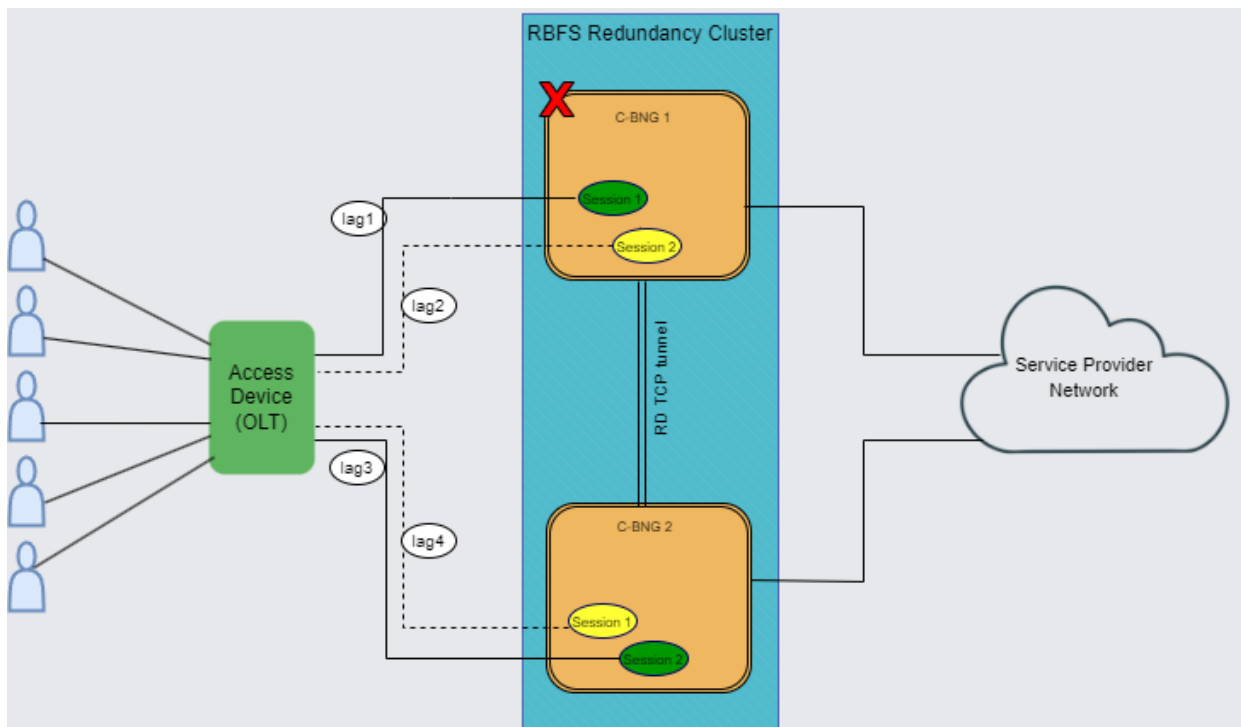 RBFS Redundancy Cluster
X
C-BNG 1
Session 1
Session 2
lag1
lag2
Access
Device
(OLT)
RD TCP tunnel
Service Provider
Network
lag3
lag4
C-BNG 2
Session 1
Session 2